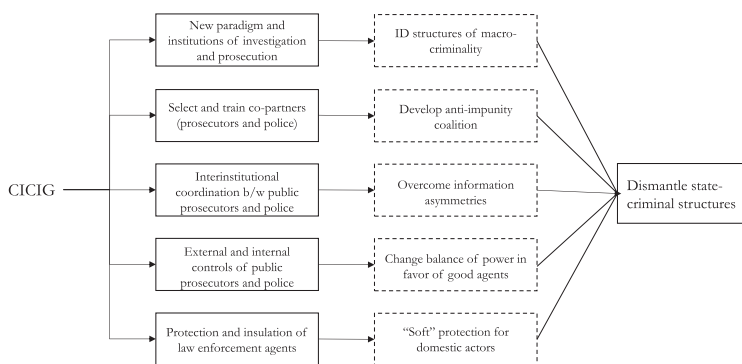 New paradigm and
institutions of investigation
and prosecution
ID structures of macro-
criminality
Select and train co-partners
(prosecutors and police)
Develop anti-impunity
coalition
CICIG
Interinstitutional
coordination b/w public
prosecutors and police
Overcome information
asymmetries
Dismantle state-
criminal structures
External and internal
controls of public
prosecutors and police
Change balance of power in
favor of good agents
Protection and insulation of
law enforcement agents
“Soft” protection for
domestic actors